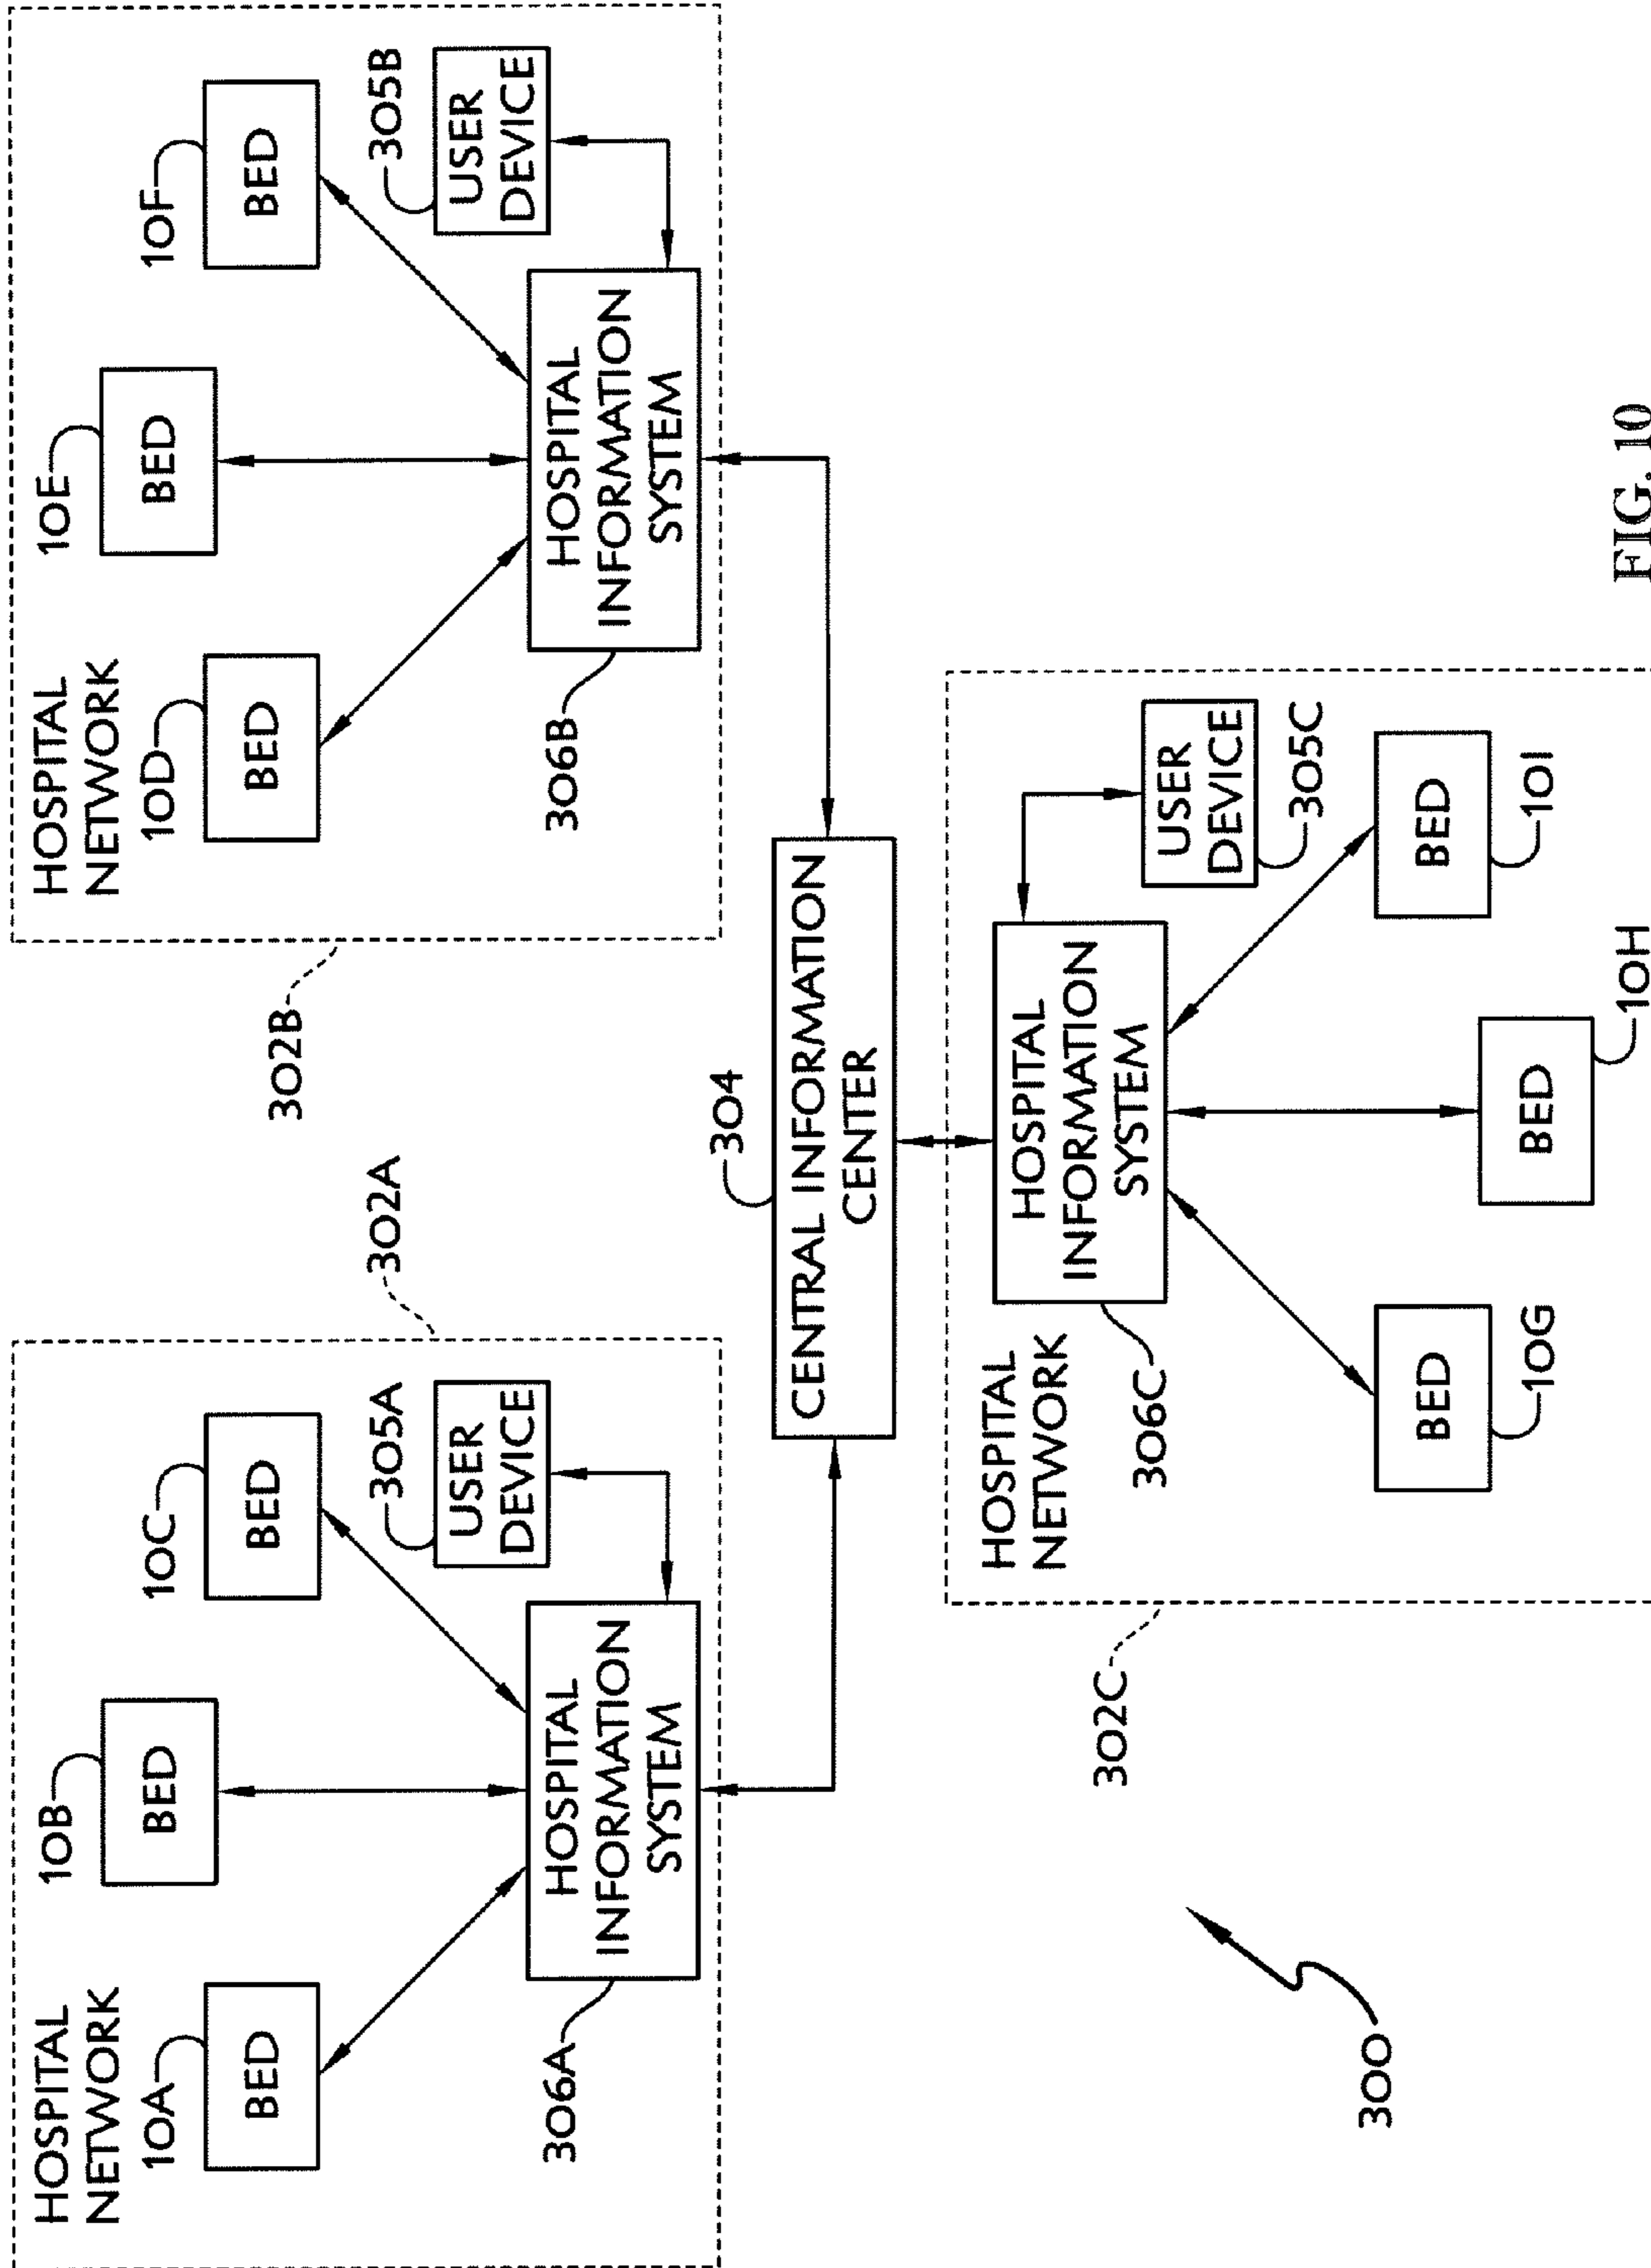 HOSPITAL
NETWORK
10A
BED
10B
BED
10C
BED
305A
USER
DEVICE
HOSPITAL
INFORMATION
SYSTEM
306A
302A
HOSPITAL
NETWORK
10D
BED
10E
BED
10F
BED
305B
USER
DEVICE
HOSPITAL
INFORMATION
SYSTEM
306B
302B
304
CENTRAL INFORMATION
CENTER
HOSPITAL
NETWORK
HOSPITAL
INFORMATION
SYSTEM
306C
USER
DEVICE
305C
BED
10G
BED
10H
BED
10I
302C
300
FIG. 10